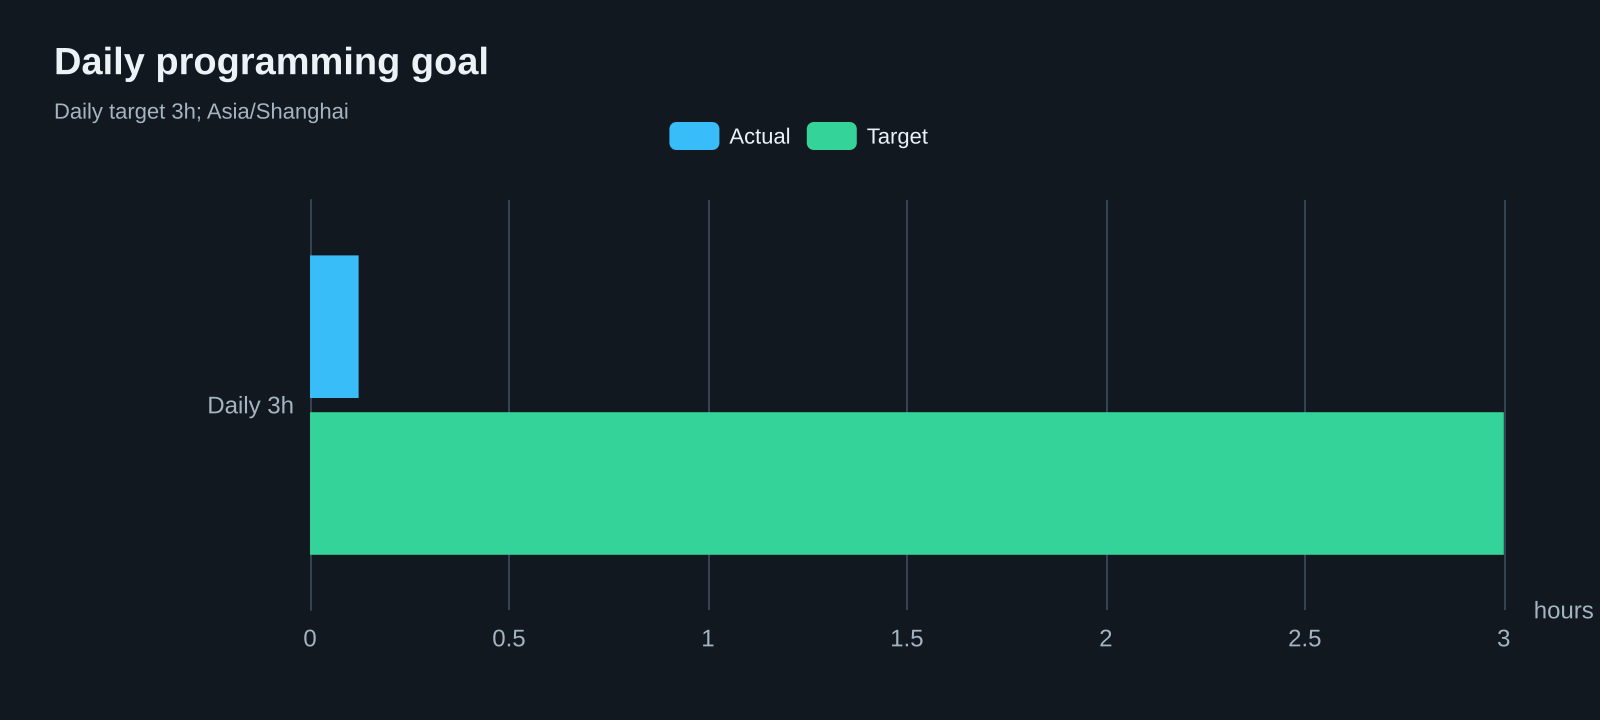 Daily programming goal
Daily target 3h; Asia/Shanghai
Actual Target
Daily 3h
hours
0 0.5 1 1.5 2 2.5 3